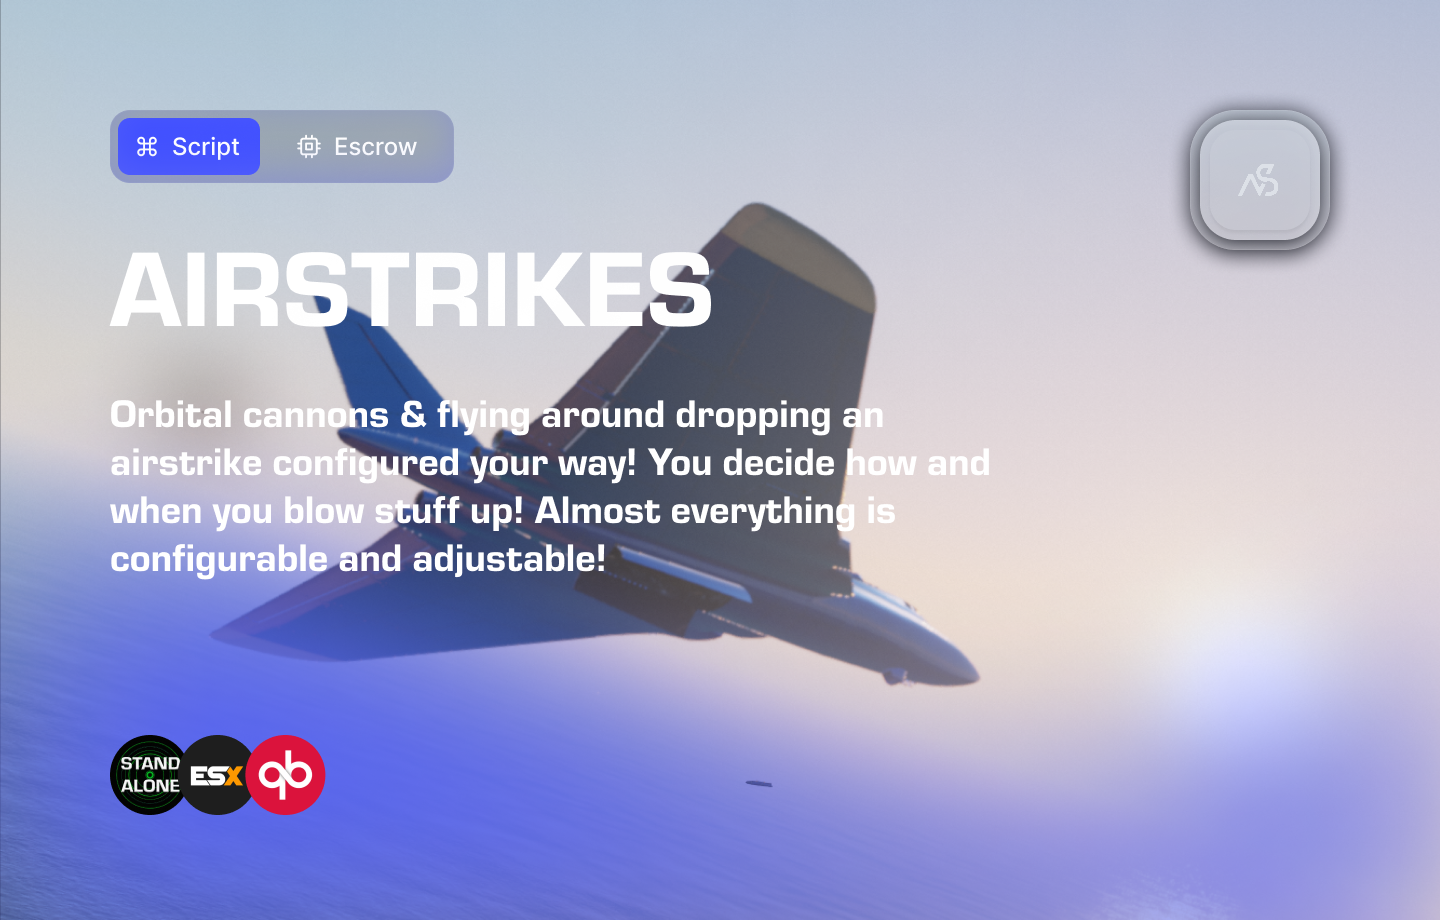 Script
Escrow
AIRSTRIKES
Orbital cannons & flying around dropping an
airstrike configured your way! You decide how and
when you blow stuff up! Almost everything is
configurable and adjustable!
STAND
ALONE
ESX
qb